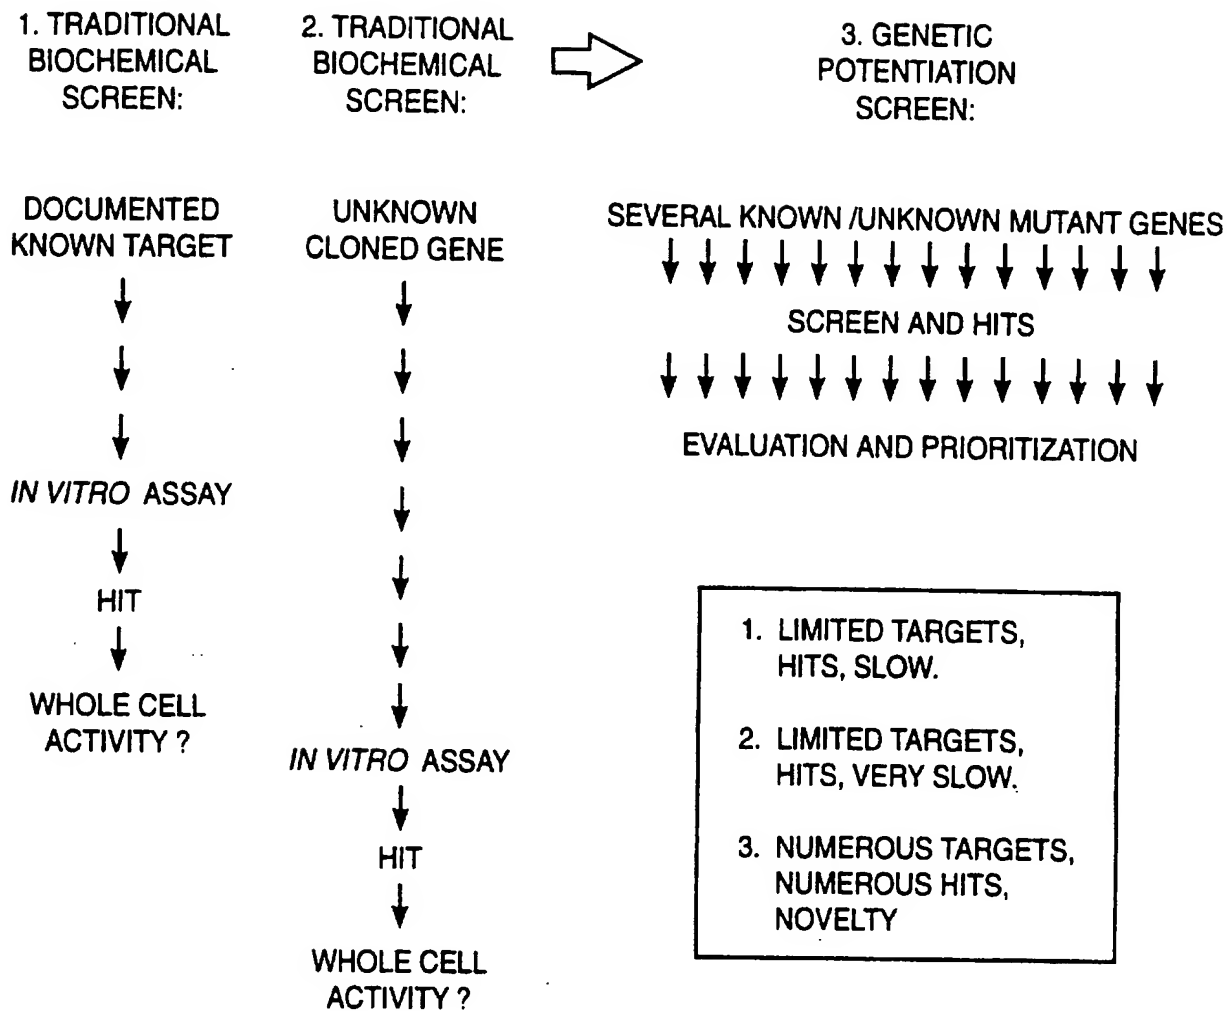 1. TRADITIONAL
BIOCHEMICAL
SCREEN:
DOCUMENTED
KNOWN TARGET
IN VITRO ASSAY
HIT
WHOLE CELL
ACTIVITY ?
2. TRADITIONAL
BIOCHEMICAL
SCREEN:
UNKNOWN
CLONED GENE
IN VITRO ASSAY
HIT
WHOLE CELL
ACTIVITY ?
3. GENETIC
POTENTIATION
SCREEN:
SEVERAL KNOWN /UNKNOWN MUTANT GENES
SCREEN AND HITS
EVALUATION AND PRIORITIZATION
1. LIMITED TARGETS,
HITS, SLOW.
2. LIMITED TARGETS,
HITS, VERY SLOW.
3. NUMEROUS TARGETS,
NUMEROUS HITS,
NOVELTY